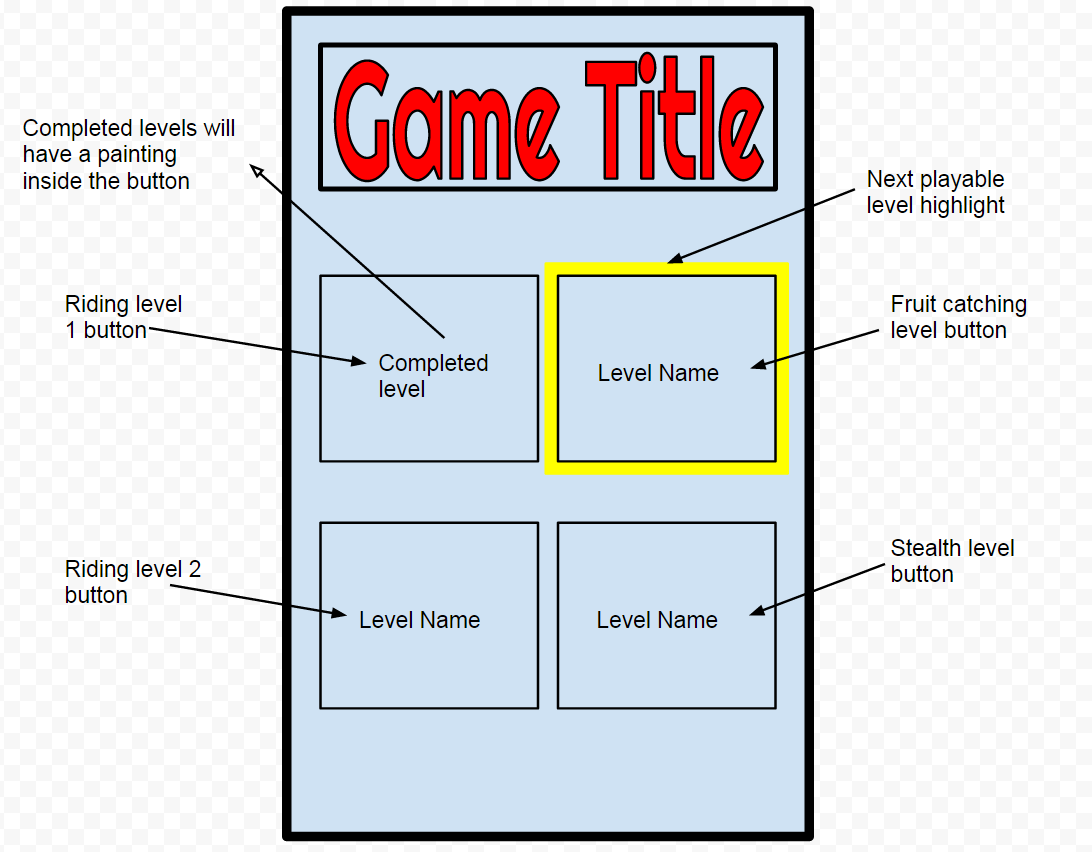 Game Title
Completed levels will
have a painting
inside the button
Next playable
level highlight
Riding level
1 button
Fruit catching
level button
Completed
level
Level Name
Riding level 2
button
Stealth level
button
Level Name
Level Name